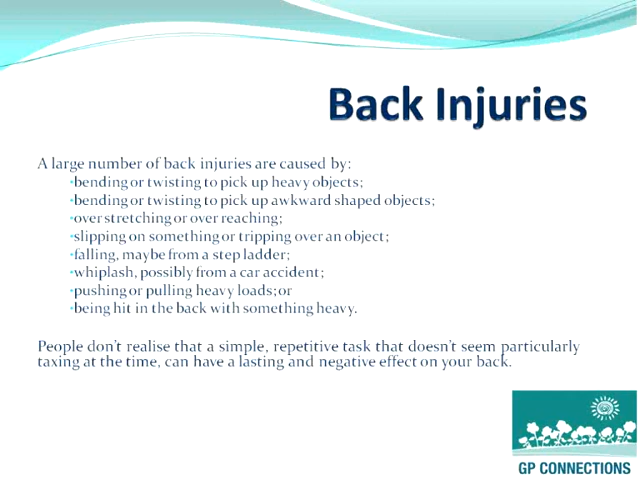 Back Injuries
A large number of back injuries are caused by:
•bending or twisting to pick up heavy objects;
•bending or twisting to pick up awkward shaped objects;
•over stretching or over reaching;
•slipping on something or tripping over an object;
•falling, maybe from a step ladder;
•whiplash, possibly from a car accident;
•pushing or pulling heavy loads;or
•being hit in the back with something heavy.
People don't realise that a simple, repetitive task that doesn't seem particularly
taxing at the time, can have a lasting and negative effect on your back.
GP CONNECTIONS